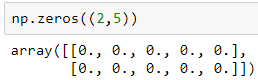 np.zeros((2,5))
array([[0., 0., 0., 0., 0.],
       [0., 0., 0., 0., 0.]])